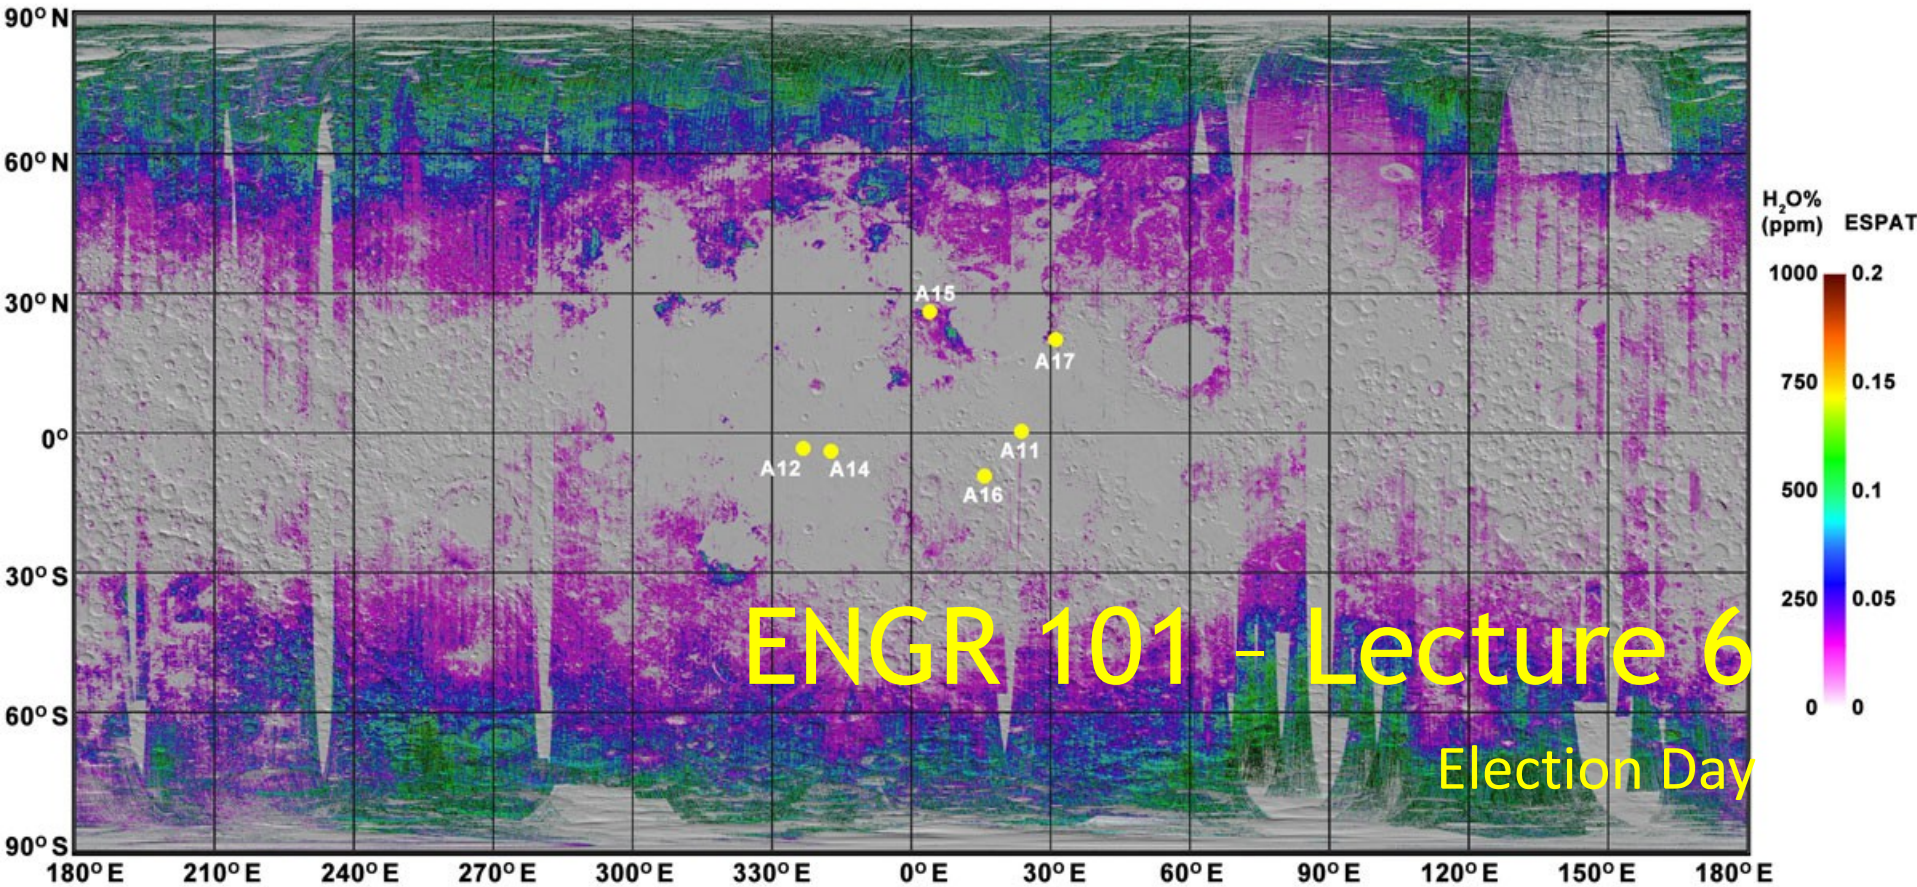 90° N
60° N
30° N
0°
30° S
60° S
90° S
180° E 210° E 240° E 270° E 300° E 330° E 0° E 30° E 60° E 90° E 120° E 150° E 180° E
A15
A17
A11
A12 A14
A16
H₂O%
(ppm) ESPAT
1000 0.2
750 0.15
500 0.1
250 0.05
0 0
ENGR 101 - Lecture 6
Election Day